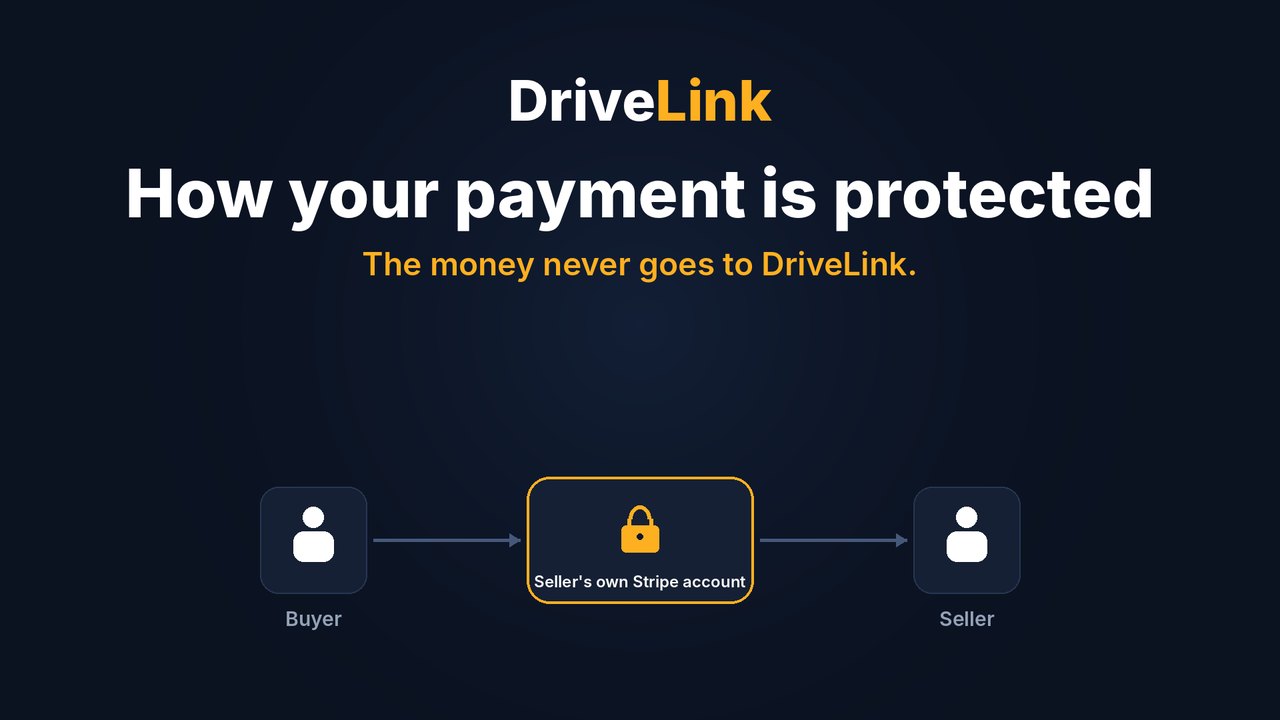 DriveLink
How your payment is protected
The money never goes to DriveLink.
Seller's own Stripe account
Buyer
Seller